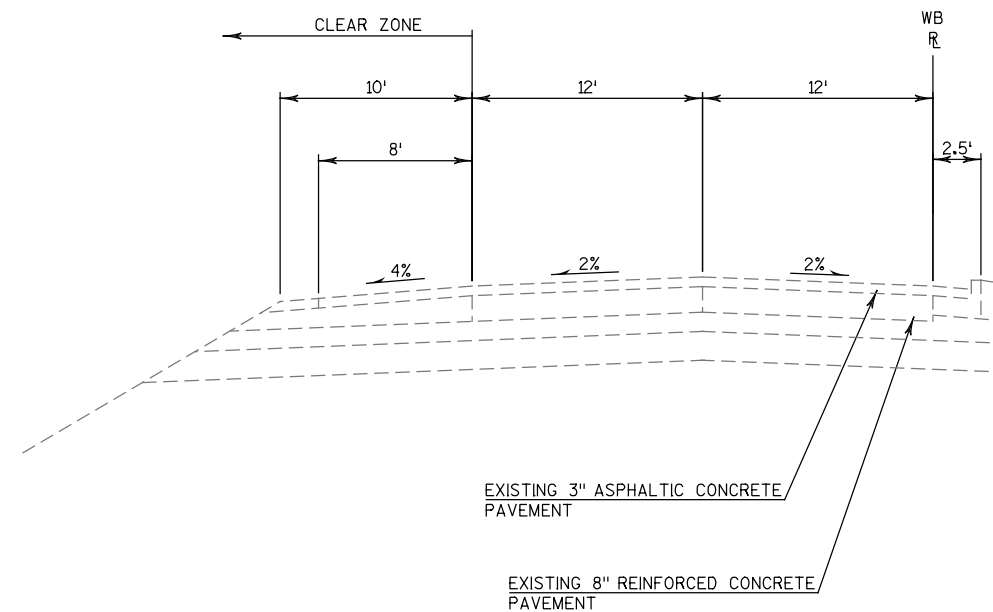 CLEAR ZONE
WB
RL
10'
12'
12'
8'
2.5'
4%
2%
2%
EXISTING 3" ASPHALTIC CONCRETE
PAVEMENT
EXISTING 8" REINFORCED CONCRETE
PAVEMENT